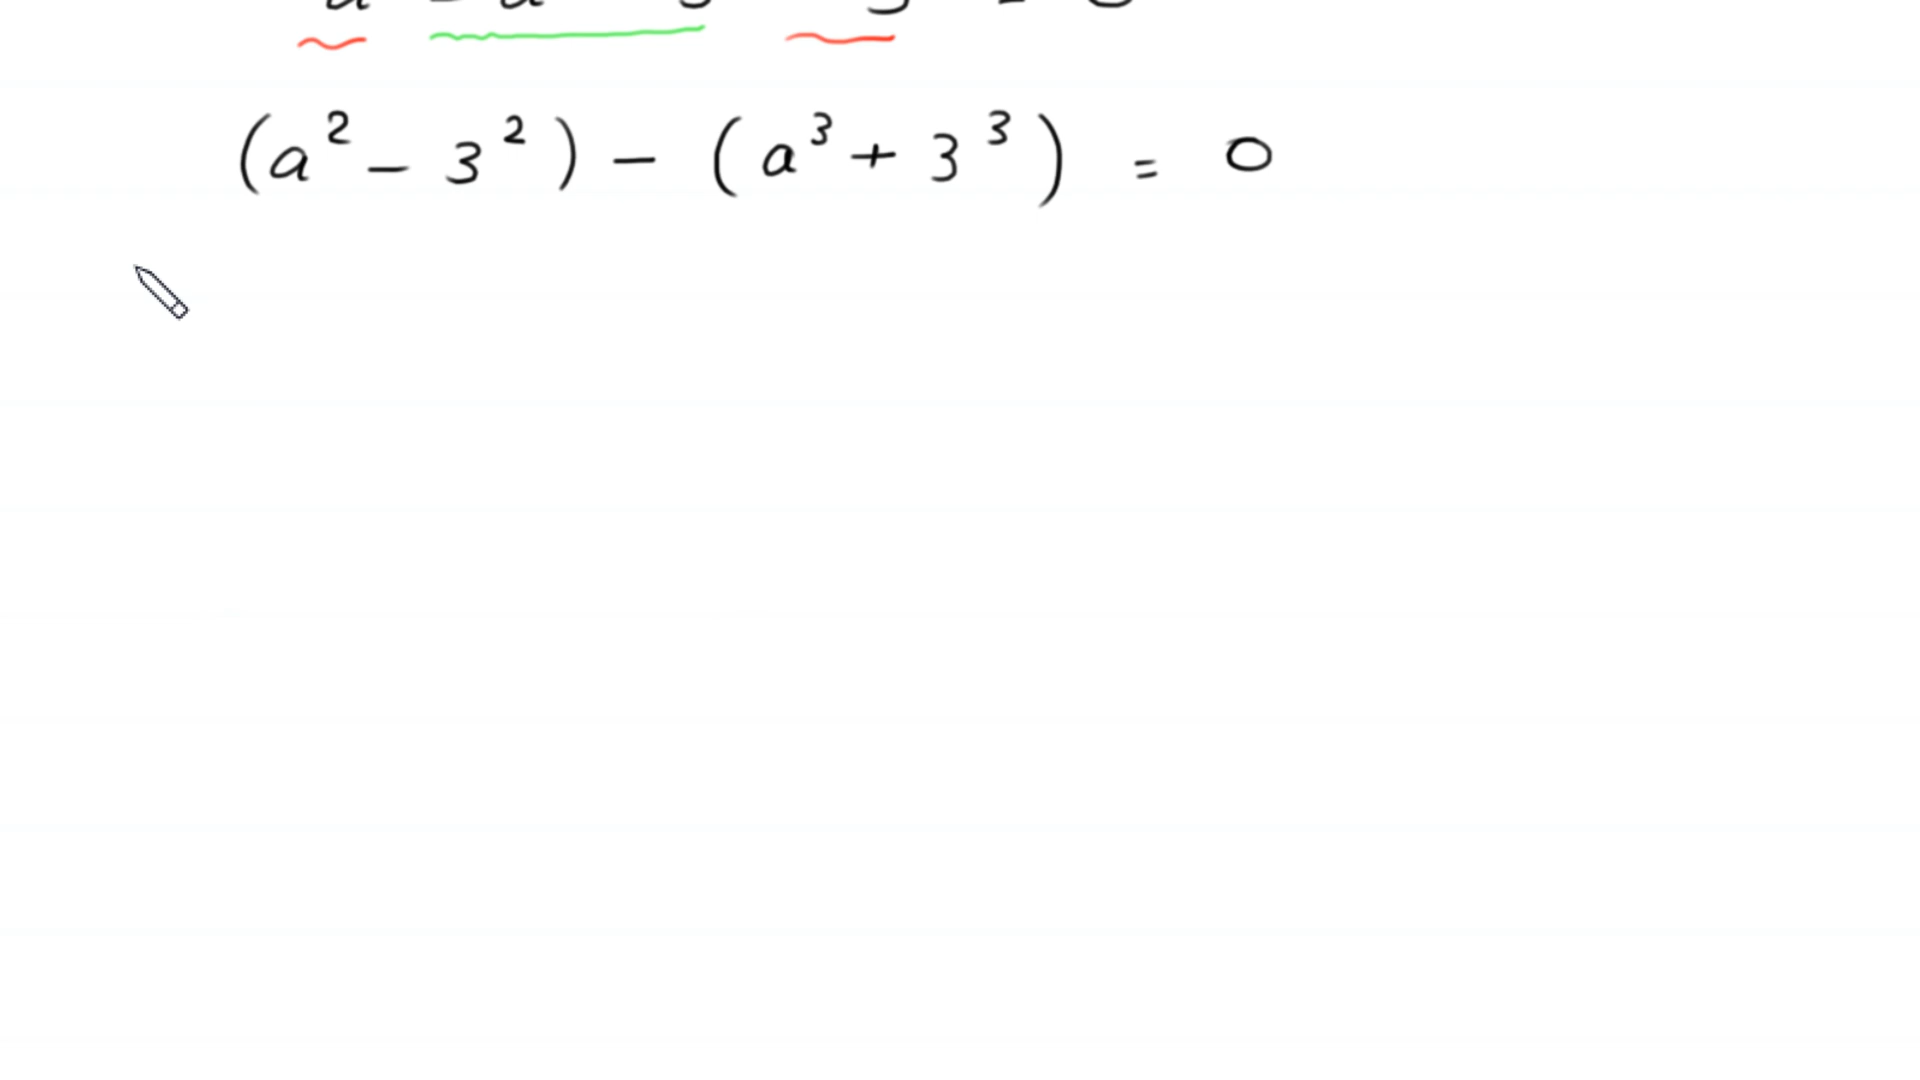 (a² - 3²) - (a³ + 3³) = 0